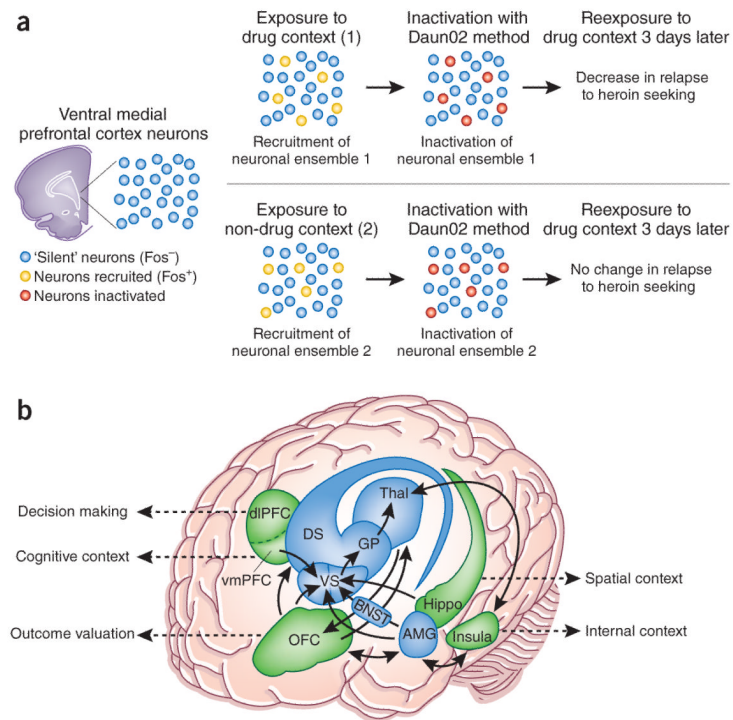 a
Exposure to
drug context (1)
Inactivation with
Daun02 method
Reexposure to
drug context 3 days later
Decrease in relapse
to heroin seeking
Recruitment of
neuronal ensemble 1
Inactivation of
neuronal ensemble 1
Ventral medial
prefrontal cortex neurons
'Silent' neurons (Fos⁻)
Neurons recruited (Fos⁺)
Neurons inactivated
Exposure to
non-drug context (2)
Inactivation with
Daun02 method
Reexposure to
drug context 3 days later
No change in relapse
to heroin seeking
Recruitment of
neuronal ensemble 2
Inactivation of
neuronal ensemble 2
b
Decision making
Cognitive context
Outcome valuation
dlPFC
vmPFC
DS
VS
GP
Thal
BNST
OFC
AMG
Hippo
Insula
Spatial context
Internal context